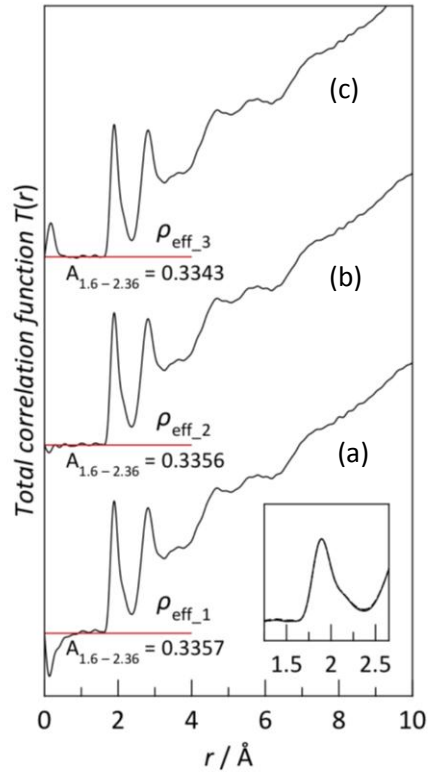 Total correlation function T(r)
(c)
ρeff_3
A1.6 – 2.36 = 0.3343
(b)
ρeff_2
A1.6 – 2.36 = 0.3356
(a)
ρeff_1
A1.6 – 2.36 = 0.3357
1.5 2 2.5
0 2 4 6 8 10
r / Å